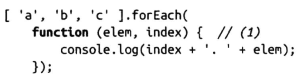 [ 'a', 'b', 'c' ].forEach(
    function (elem, index) {  // (1)
        console.log(index + '. ' + elem);
    });